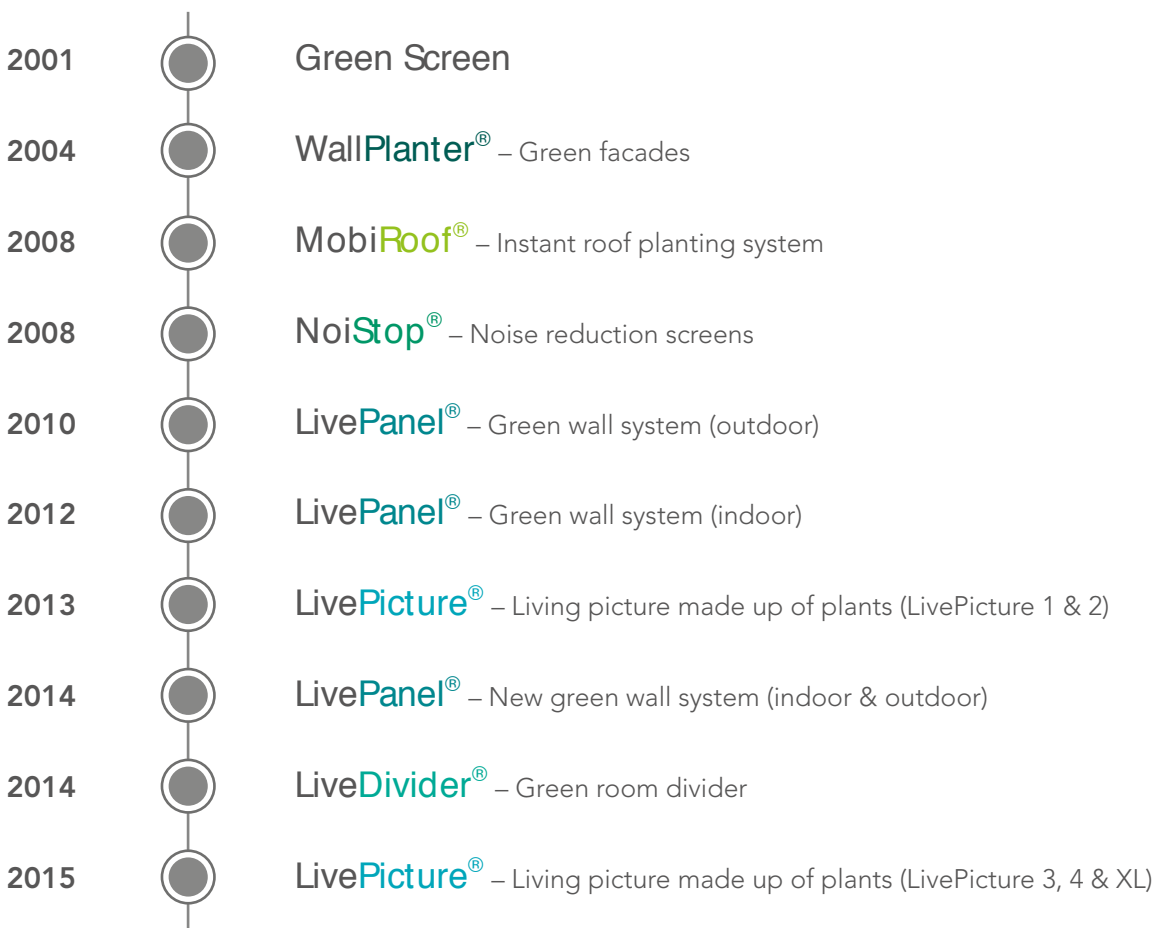 2001 Green Screen
2004 WallPlanter® – Green facades
2008 MobiRoof® – Instant roof planting system
2008 NoiStop® – Noise reduction screens
2010 LivePanel® – Green wall system (outdoor)
2012 LivePanel® – Green wall system (indoor)
2013 LivePicture® – Living picture made up of plants (LivePicture 1 & 2)
2014 LivePanel® – New green wall system (indoor & outdoor)
2014 LiveDivider® – Green room divider
2015 LivePicture® – Living picture made up of plants (LivePicture 3, 4 & XL)